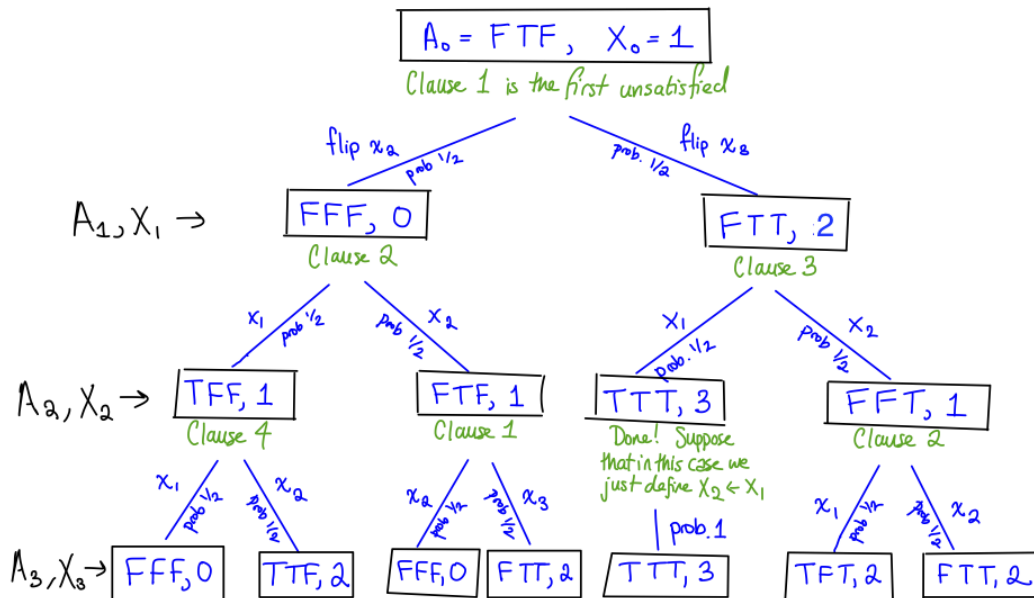 A₀ = FTF, X₀ = 1
Clause 1 is the first unsatisfied
flip x₂
prob 1/2
prob. 1/2
flip x₃
A₁, X₁ →
FFF, 0
FTT, 2
Clause 2
Clause 3
x₁
prob 1/2
prob 1/2
x₂
x₁
prob. 1/2
prob 1/2
x₂
A₂, X₂ →
TFF, 1
FTF, 1
TTT, 3
FFT, 1
Clause 4
Clause 1
Done! Suppose
that in this case we
just define X₂ ← X₁
Clause 2
x₁
prob 1/2
prob 1/2
x₂
x₂
prob 1/2
prob 1/2
x₃
prob. 1
x₁
prob 1/2
prob 1/2
x₂
A₃, X₃ →
FFF, 0
TTF, 2
FFF, 0
FTT, 2
TTT, 3
TFT, 2
FTT, 2